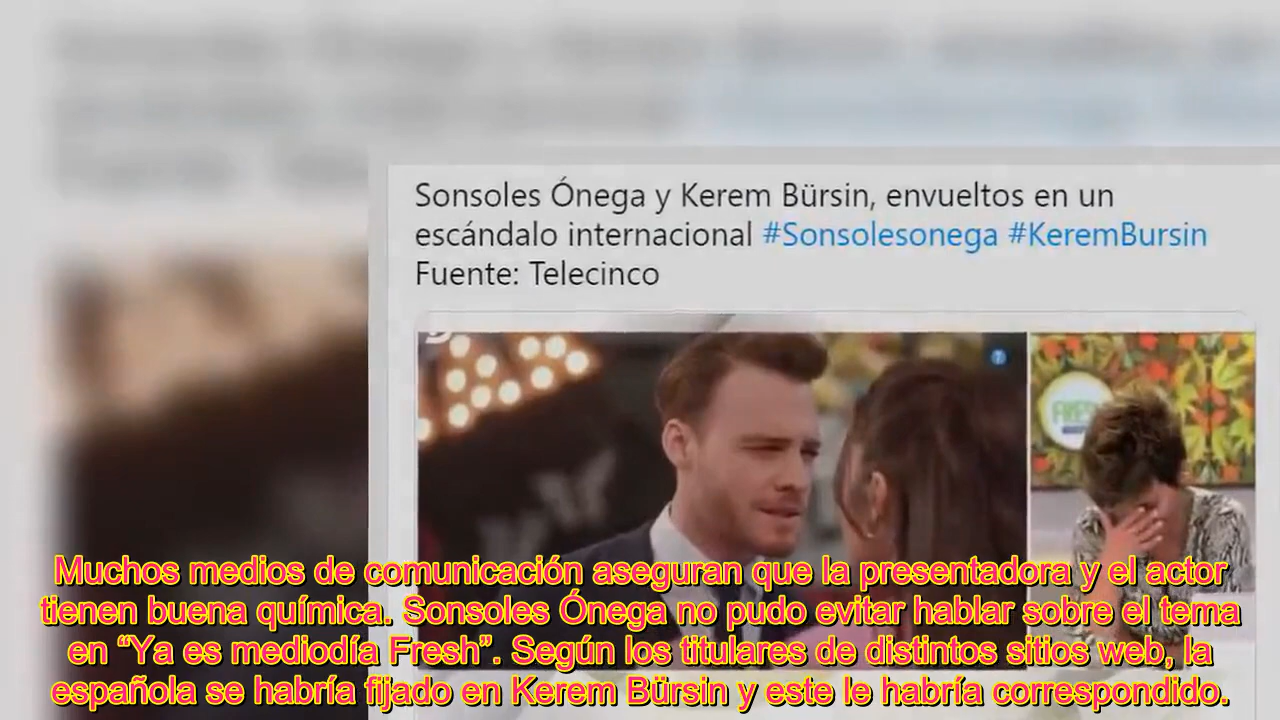 Sonsoles Ónega y Kerem Bürsin, envueltos en un
escándalo internacional #Sonsolesonega #KeremBursin
Fuente: Telecinco
Muchos medios de comunicación aseguran que la presentadora y el actor
tienen buena química. Sonsoles Ónega no pudo evitar hablar sobre el tema
en “Ya es mediodía Fresh”. Según los titulares de distintos sitios web, la
española se habría fijado en Kerem Bürsin y este le habría correspondido.